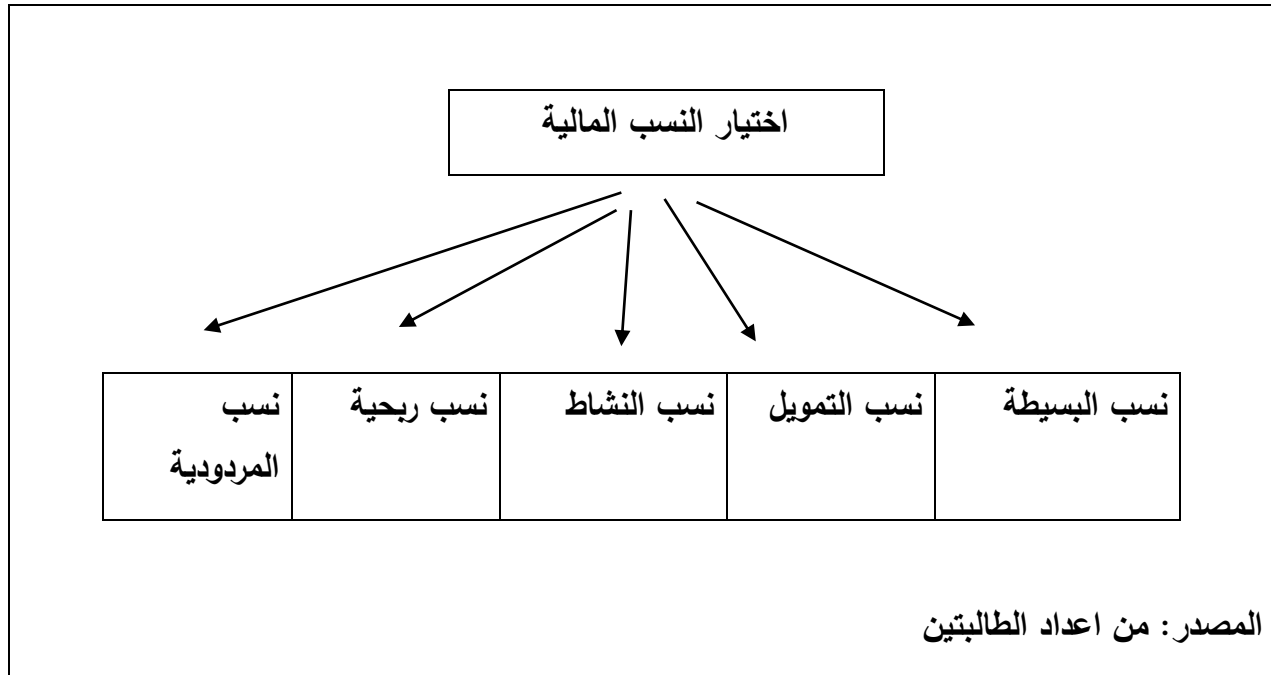 اختيار النسب المالية
نسب البسيطة
نسب التمويل
نسب النشاط
نسب ربحية
نسب
المردودية
المصدر: من اعداد الطالبتين